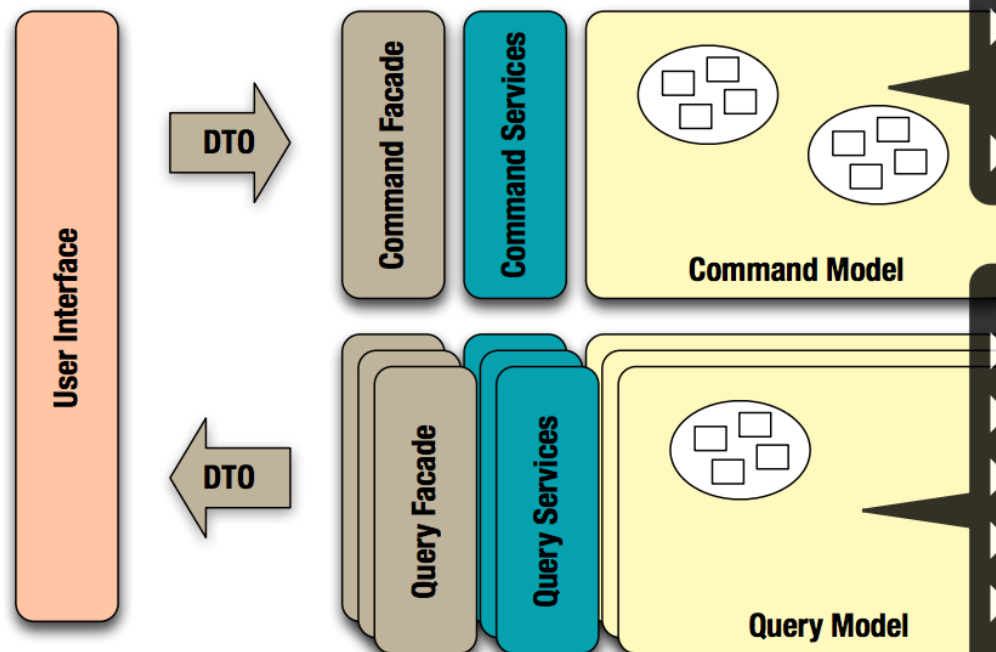 User Interface
DTO
Command Facade
Command Services
Command Model
DTO
Query Facade
Query Services
Query Model